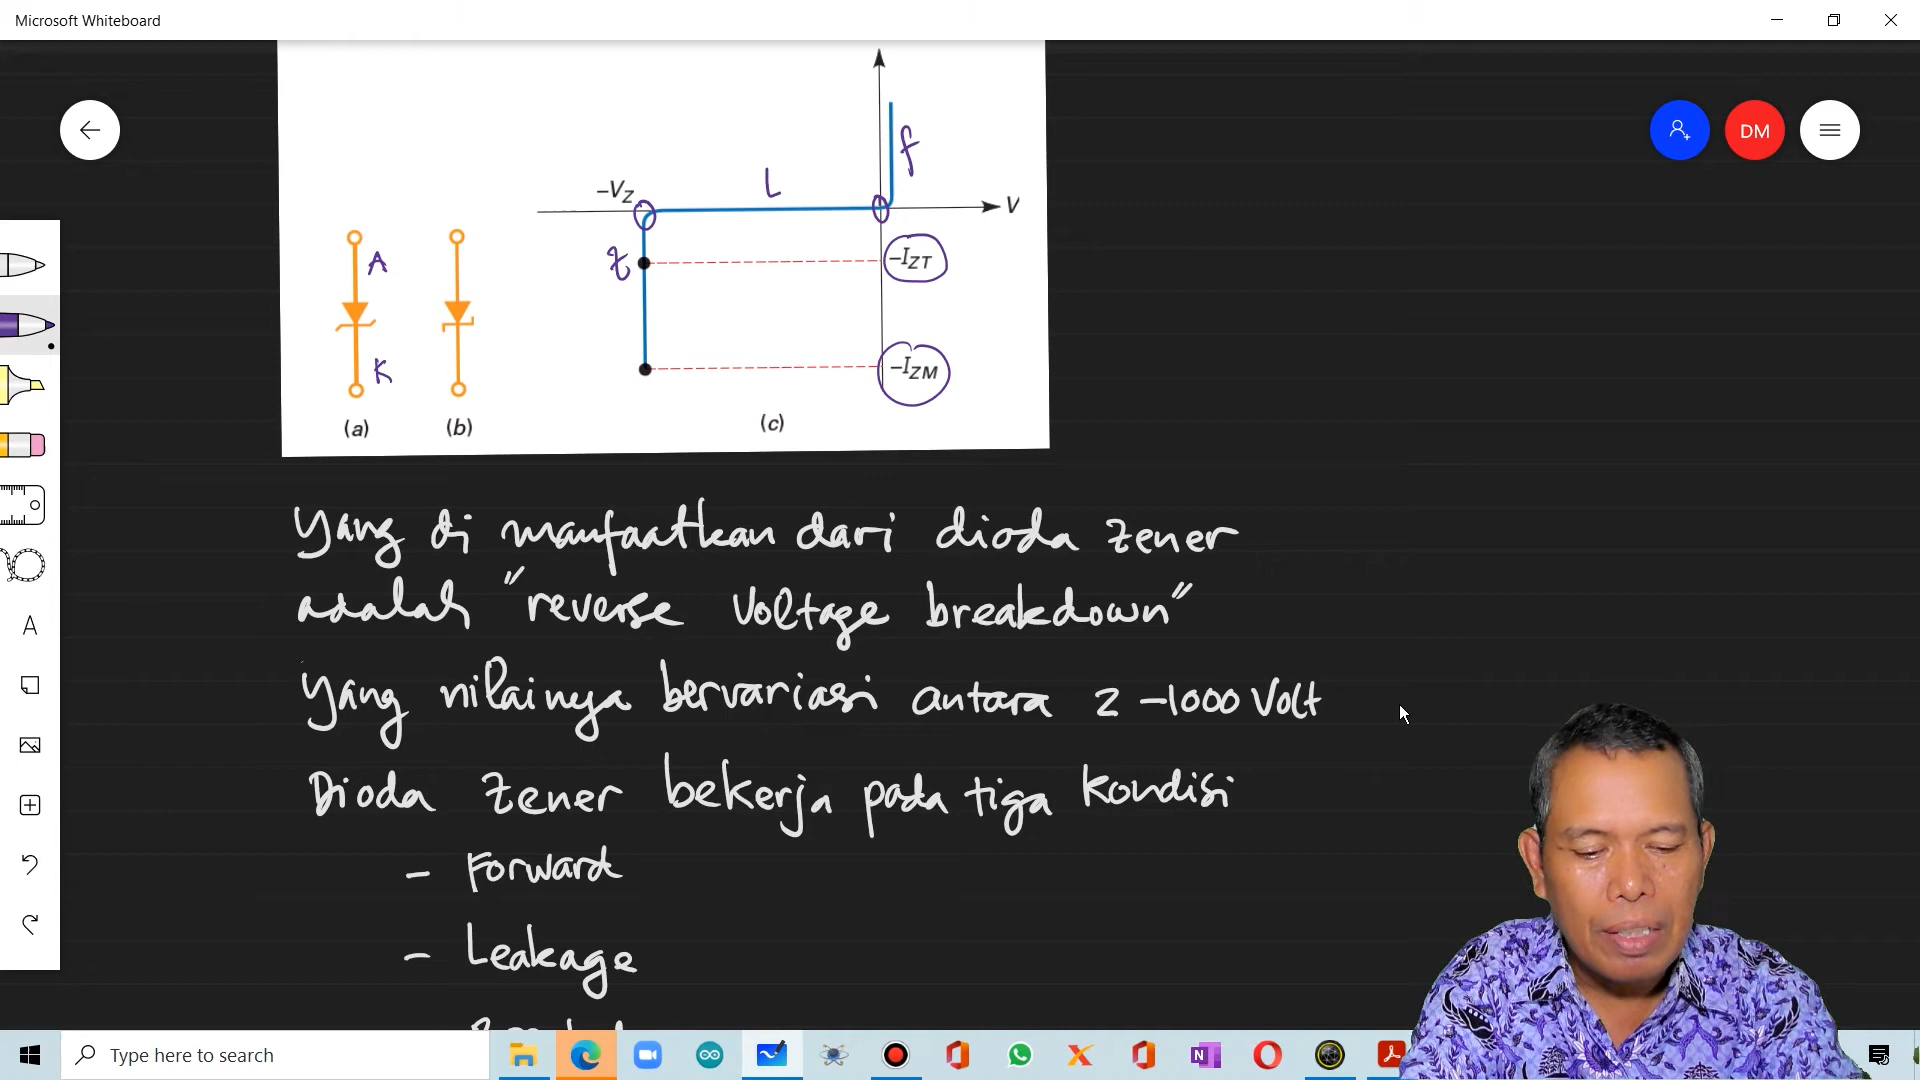 Microsoft Whiteboard
DM
f
L
–VZ
V
z
–IZT
–IZM
A
K
(a)
(b)
(c)
Yang di manfaatkan dari dioda zener
adalah "reverse voltage breakdown"
yang nilainya bervariasi antara 2 – 1000 Volt
Dioda Zener bekerja pada tiga kondisi
- Forward
- Leakage
A
Type here to search
N